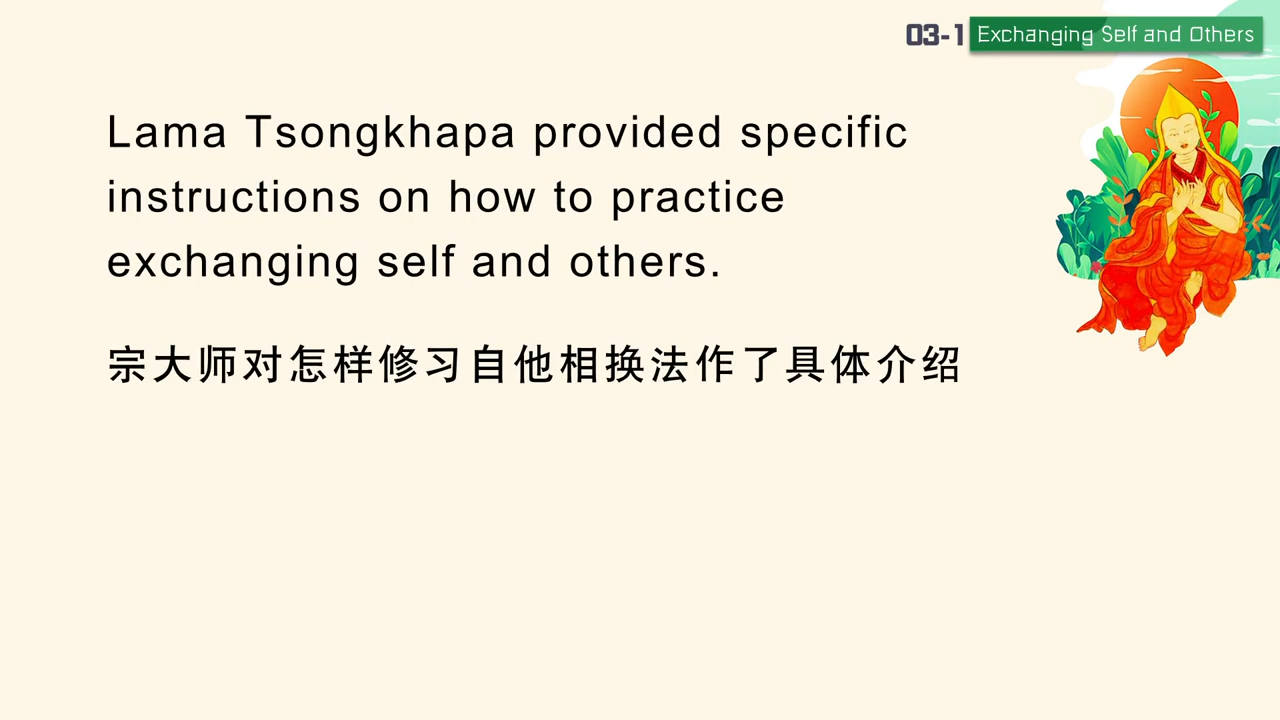 03-1 Exchanging Self and Others
Lama Tsongkhapa provided specific
instructions on how to practice
exchanging self and others.
宗大师对怎样修习自他相换法作了具体介绍